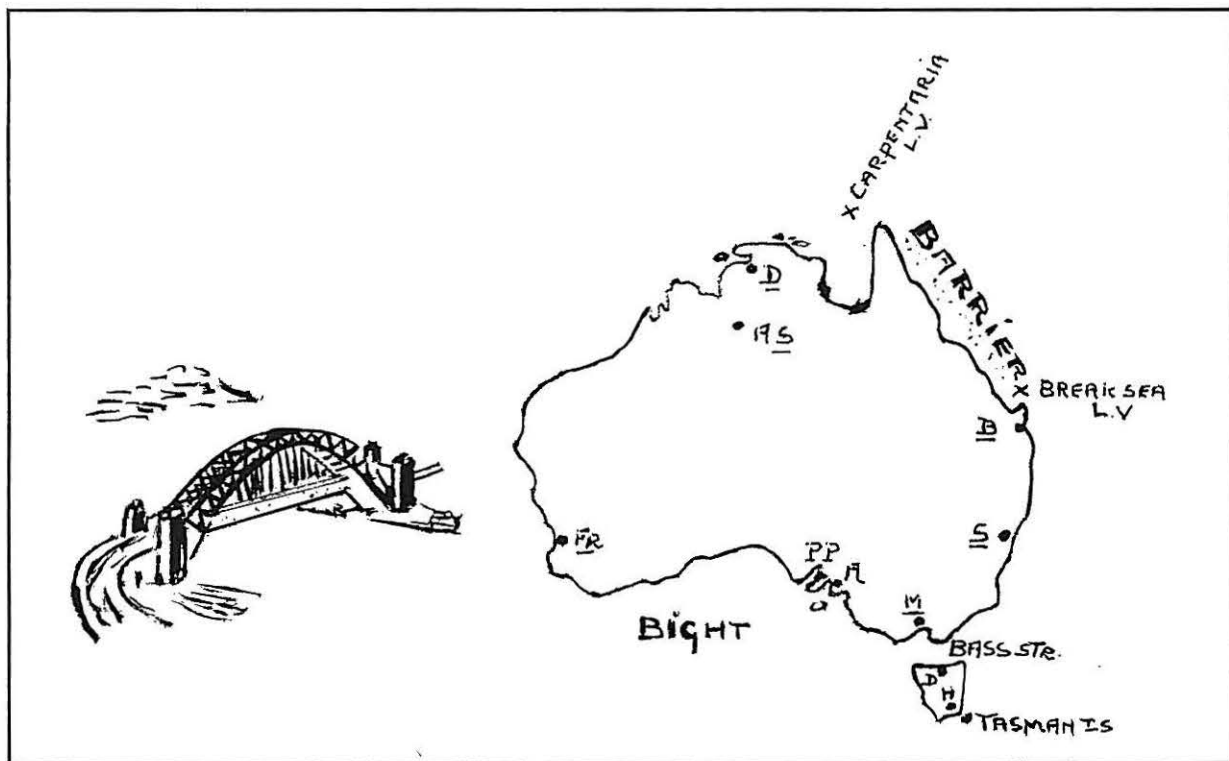 CARPENTARIA
L.V.
BARRIER
D
AS
BREAKSEA
L.V
B
FR
S
PP
A
M
BIGHT
BASS STR.
D
H
TASMAN IS